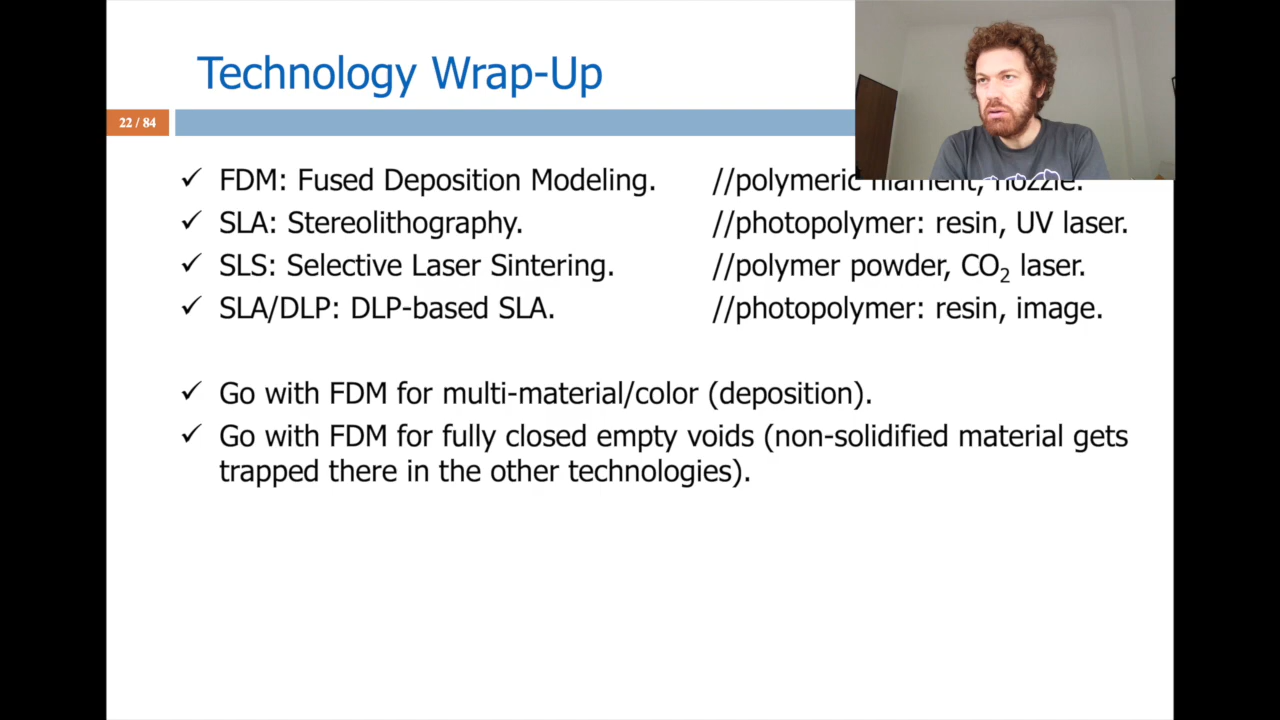 Technology Wrap-Up
22 / 84
✓ FDM: Fused Deposition Modeling. //polymeric filament, nozzle.
✓ SLA: Stereolithography. //photopolymer: resin, UV laser.
✓ SLS: Selective Laser Sintering. //polymer powder, CO₂ laser.
✓ SLA/DLP: DLP-based SLA. //photopolymer: resin, image.
✓ Go with FDM for multi-material/color (deposition).
✓ Go with FDM for fully closed empty voids (non-solidified material gets
trapped there in the other technologies).